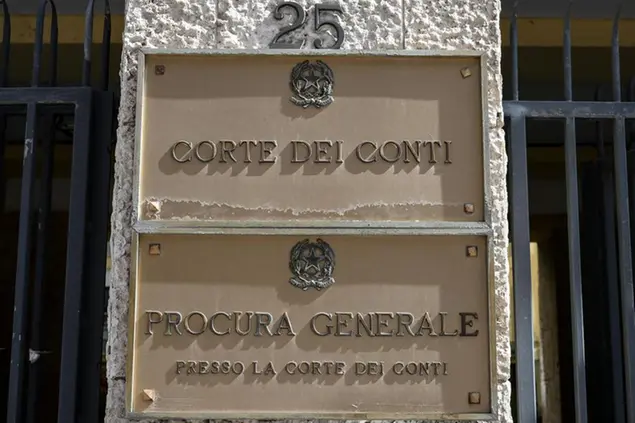 25
CORTE DEI CONTI
PROCURA GENERALE
PRESSO LA CORTE DEI CONTI